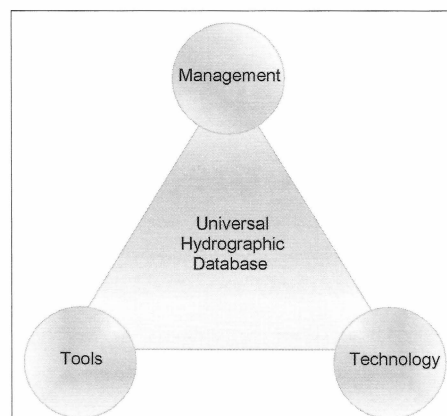 Management
Universal
Hydrographic
Database
Tools
Technology